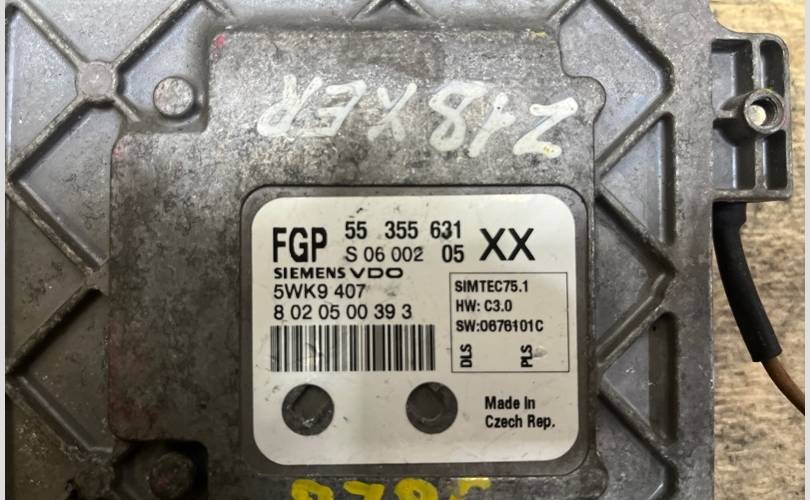 Z18XER
FGP 55 355 631 XX
S 06 002 05
SIEMENS VDO
5WK9 407
8 02 05 00 39 3
SIMTEC75.1
HW: C3.0
SW:0676101C
DLS PLS
Made In
Czech Rep.